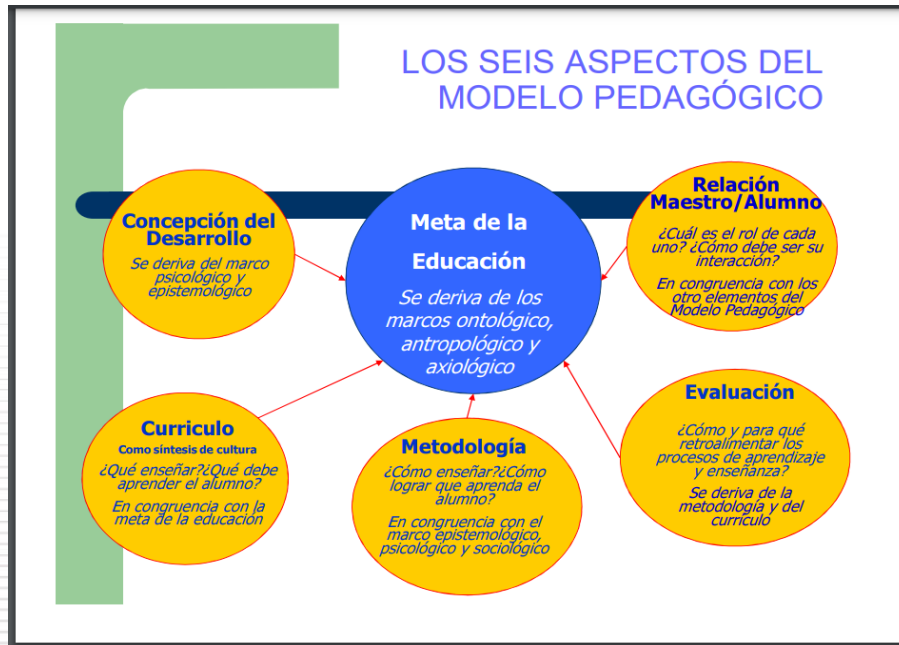 LOS SEIS ASPECTOS DEL
MODELO PEDAGÓGICO
Concepción del
Desarrollo
Se deriva del marco
psicológico y
epistemológico
Meta de la
Educación
Se deriva de los
marcos ontológico,
antropológico y
axiológico
Relación
Maestro/Alumno
¿Cuál es el rol de cada
uno? ¿Cómo debe ser su
interacción?
En congruencia con los
otro elementos del
Modelo Pedagógico
Curriculo
Como síntesis de cultura
¿Qué enseñar?¿Qué debe
aprender el alumno?
En congruencia con la
meta de la educación
Metodología
¿Cómo enseñar?¿Cómo
lograr que aprenda el
alumno?
En congruencia con el
marco epistemológico,
psicológico y sociológico
Evaluación
¿Cómo y para qué
retroalimentar los
procesos de aprendizaje
y enseñanza?
Se deriva de la
metodología y del
currículo